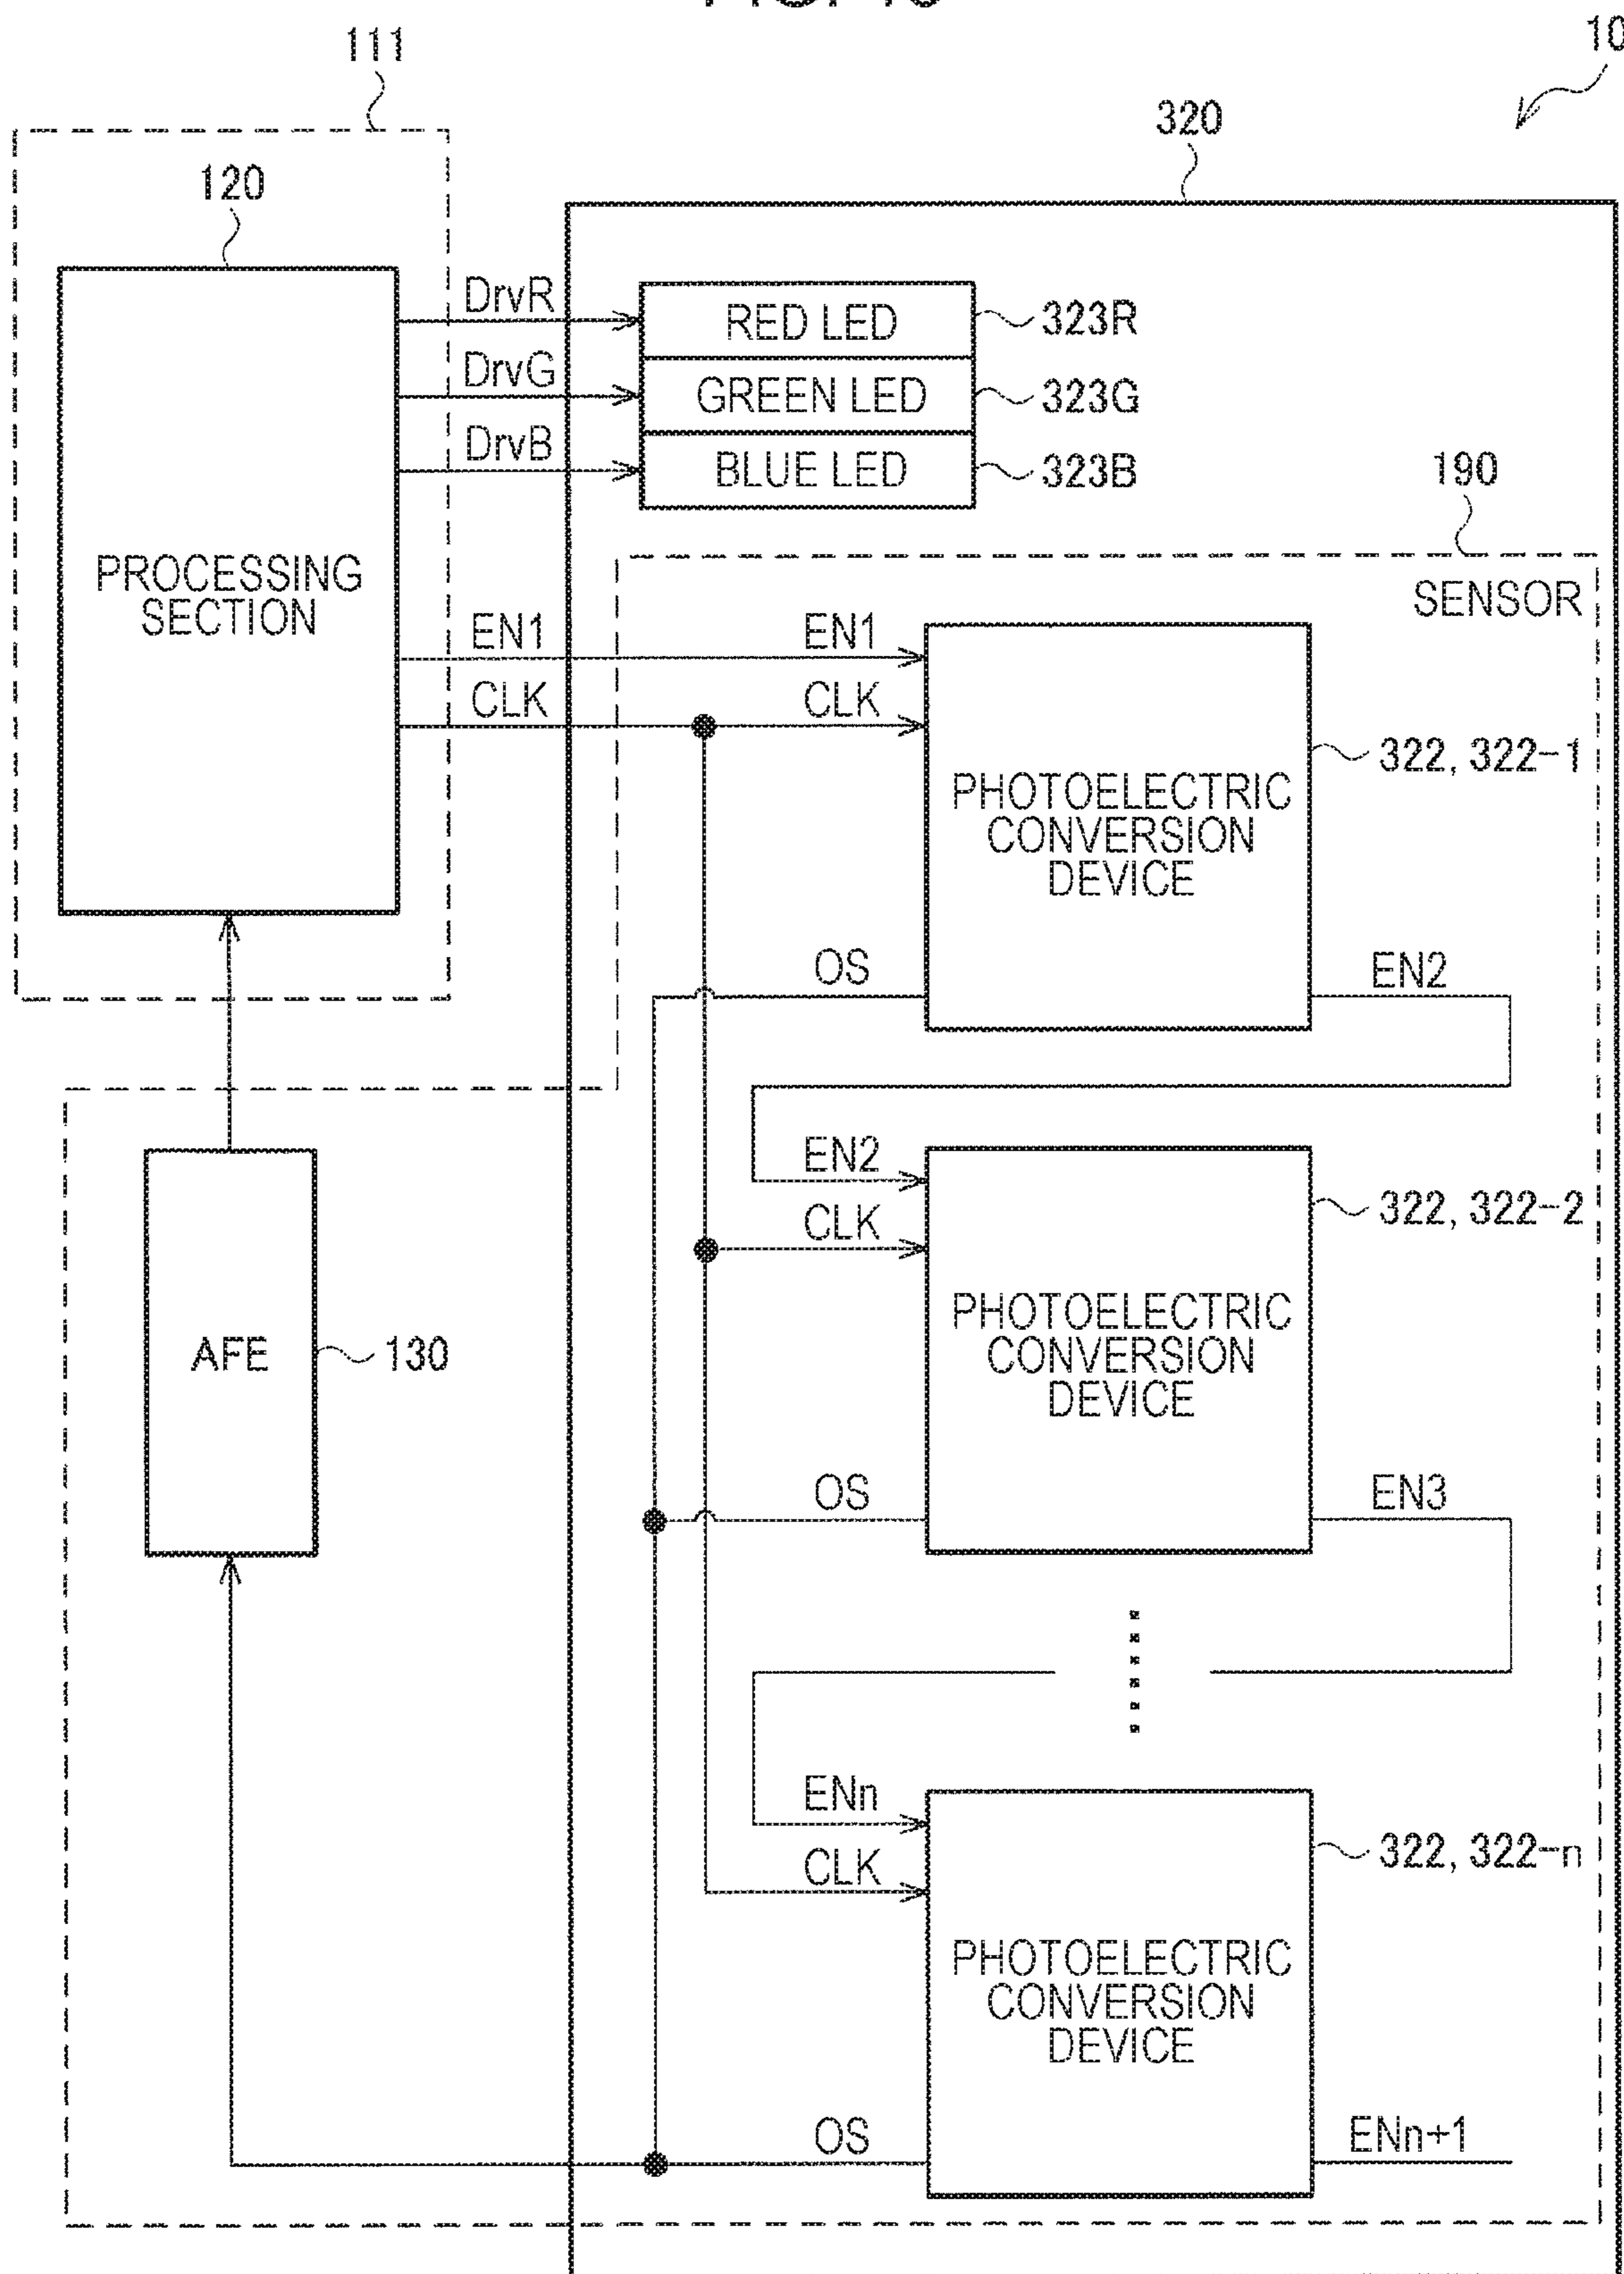 111
10
320
120
DrvR
RED LED
323R
DrvG
GREEN LED
323G
DrvB
BLUE LED
323B
190
SENSOR
PROCESSING
SECTION
EN1
EN1
CLK
CLK
322, 322-1
PHOTOELECTRIC
CONVERSION
DEVICE
OS
EN2
EN2
CLK
322, 322-2
PHOTOELECTRIC
CONVERSION
DEVICE
AFE
130
OS
EN3
ENn
CLK
322, 322-n
PHOTOELECTRIC
CONVERSION
DEVICE
OS
ENn+1